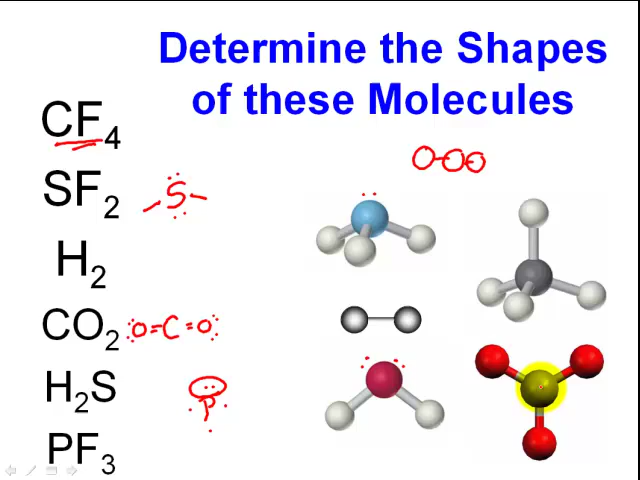 Determine the Shapes
of these Molecules
CF4
SF2 S
H2
CO2 O=C=O
H2S
P
PF3